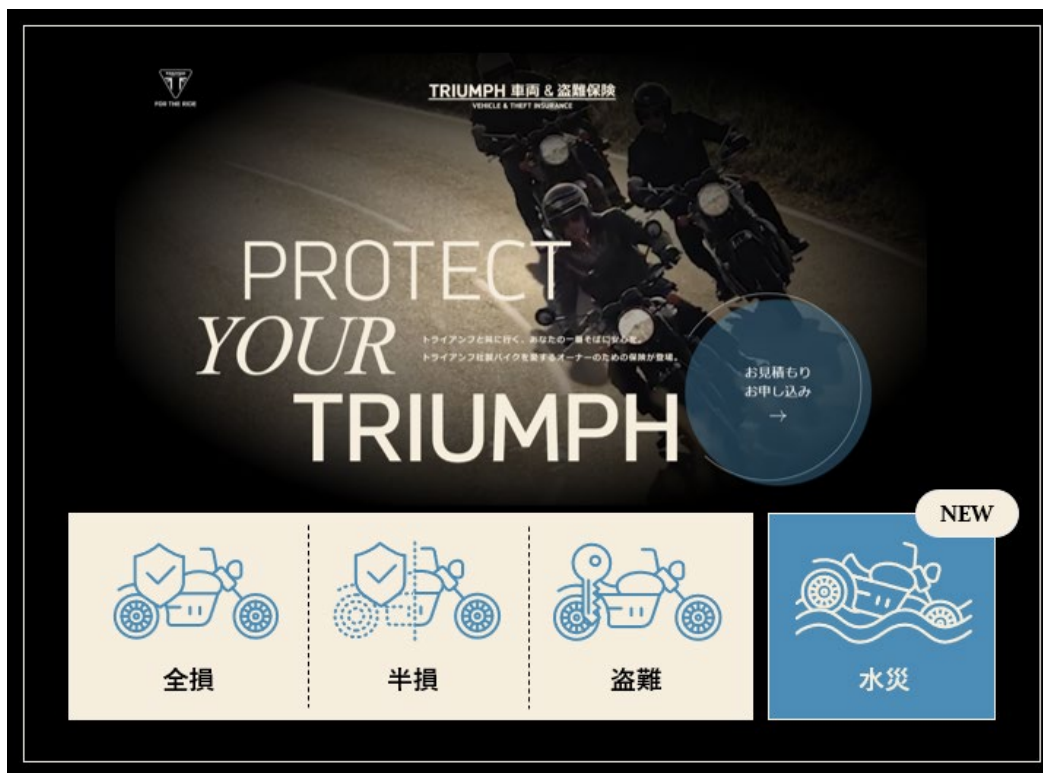 TRIUMPH
FOR THE RIDE
TRIUMPH 車両 & 盗難保険
VEHICLE & THEFT INSURANCE
PROTECT
YOUR
TRIUMPH
トライアンフと共に行く、あなたの一番そばに安心を。
トライアンフ社製バイクを愛するオーナーのための保険が登場。
お見積もり
お申し込み
→
NEW
全損
半損
盗難
水災